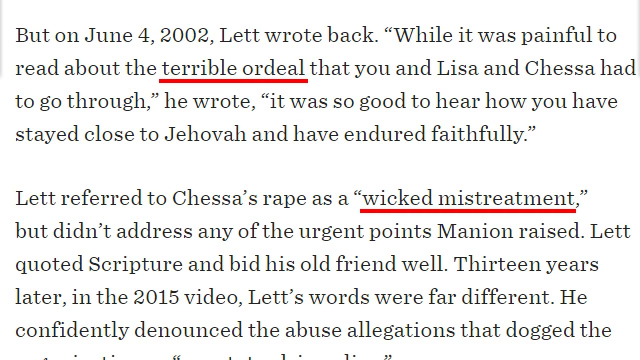 But on June 4, 2002, Lett wrote back. “While it was painful to
read about the terrible ordeal that you and Lisa and Chessa had
to go through,” he wrote, “it was so good to hear how you have
stayed close to Jehovah and have endured faithfully.”
Lett referred to Chessa’s rape as a “wicked mistreatment,”
but didn’t address any of the urgent points Manion raised. Lett
quoted Scripture and bid his old friend well. Thirteen years
later, in the 2015 video, Lett’s words were far different. He
confidently denounced the abuse allegations that dogged the